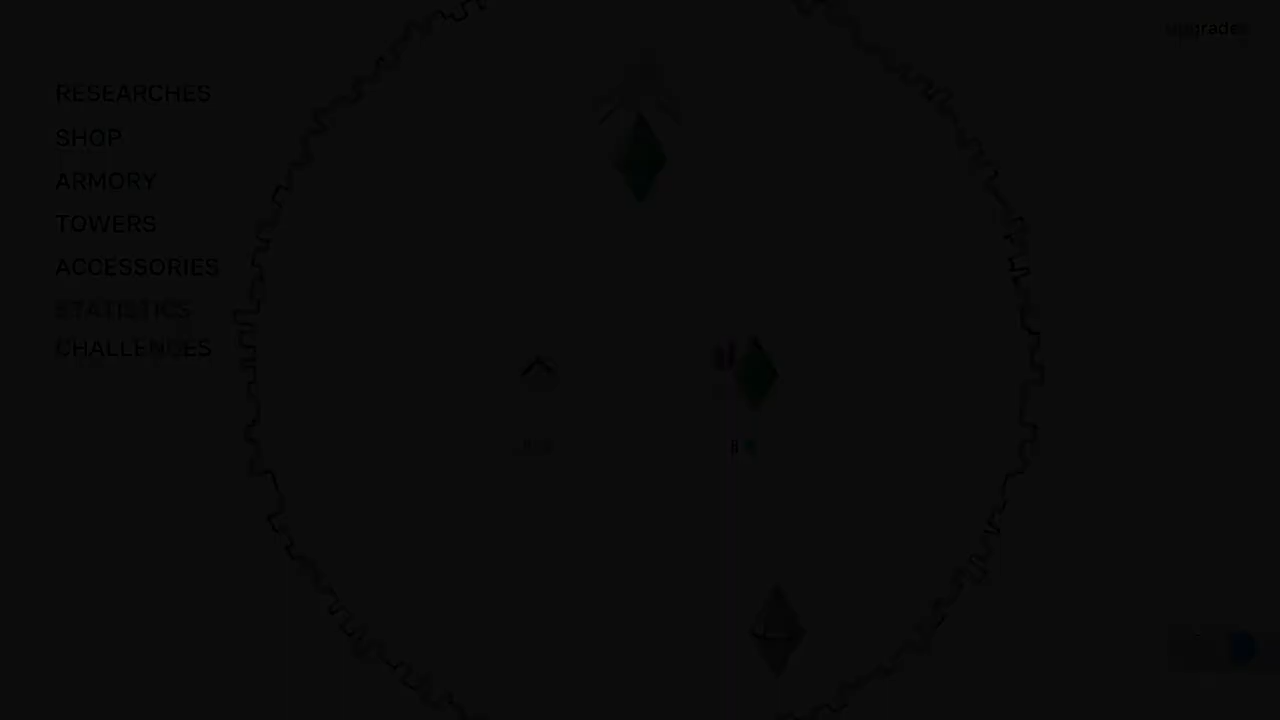 upgrades
RESEARCHES
SHOP
ARMORY
TOWERS
ACCESSORIES
STATISTICS
CHALLENGES